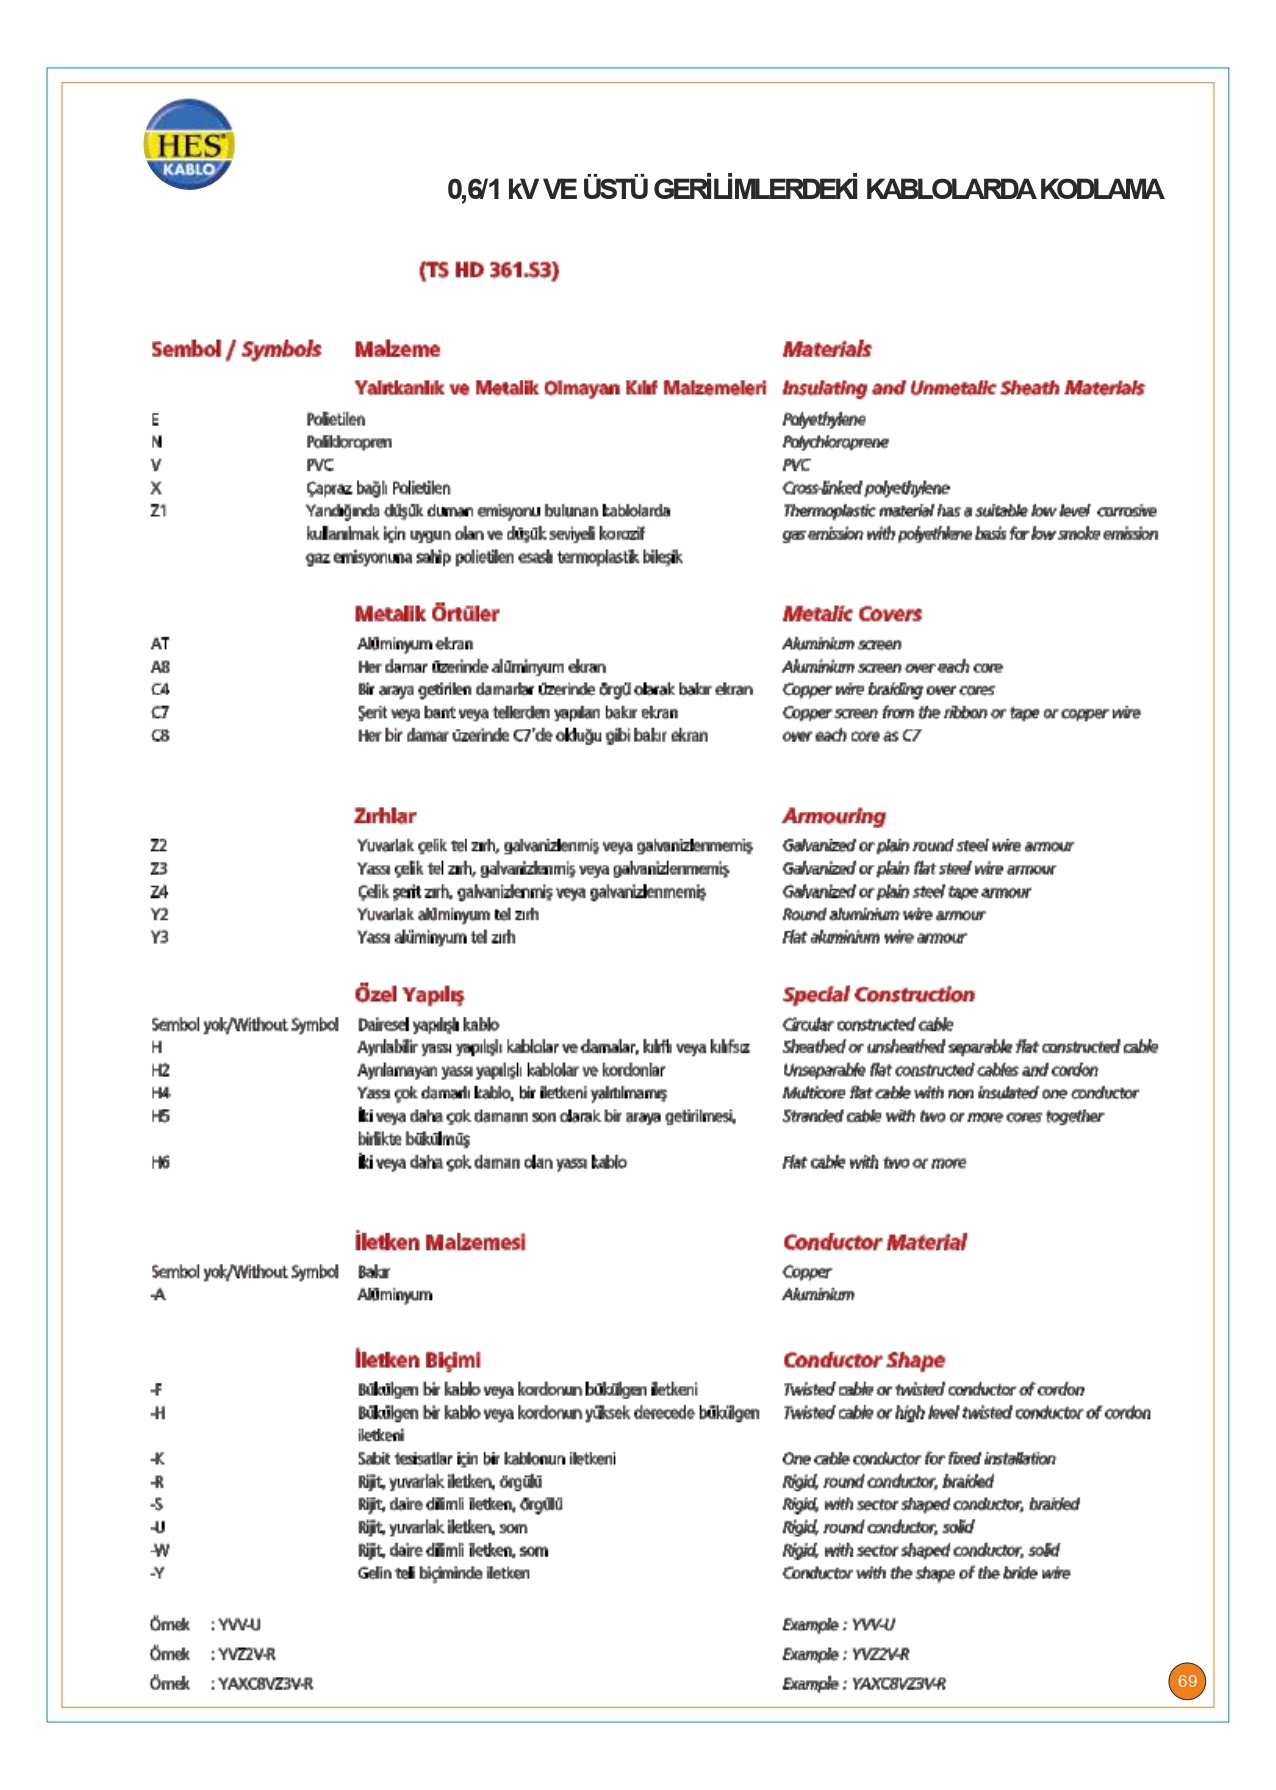 HES®
KABLO
0,6/1 kV VE ÜSTÜ GERİLİMLERDEKİ KABLOLARDA KODLAMA
(TS HD 361.S3)
Sembol / Symbols Malzeme Materials
Yalıtkanlık ve Metalik Olmayan Kılıf Malzemeleri Insulating and Unmetalic Sheath Materials
E Polietilen Polyethylene
N Polikloropren Polychloroprene
V PVC PVC
X Çapraz bağlı Polietilen Cross-linked polyethylene
Z1 Yandığında düşük duman emisyonu bulunan kablolarda Thermoplastic material has a suitable low level corrosive
kullanılmak için uygun olan ve düşük seviyeli korozif gas emission with polyethlene basis for low smoke emission
gaz emisyonuna sahip polietilen esaslı termoplastik bileşik
Metalik Örtüler Metalic Covers
AT Alüminyum ekran Aluminium screen
A8 Her damar üzerinde alüminyum ekran Aluminium screen over each core
C4 Bir araya getirilen damarlar üzerinde örgü olarak bakır ekran Copper wire braiding over cores
C7 Şerit veya bant veya tellerden yapılan bakır ekran Copper screen from the ribbon or tape or copper wire
C8 Her bir damar üzerinde C7'de olduğu gibi bakır ekran over each core as C7
Zırhlar Armouring
Z2 Yuvarlak çelik tel zırh, galvanizlenmiş veya galvanizlenmemiş Galvanized or plain round steel wire armour
Z3 Yassı çelik tel zırh, galvanizlenmiş veya galvanizlenmemiş Galvanized or plain flat steel wire armour
Z4 Çelik şerit zırh, galvanizlenmiş veya galvanizlenmemiş Galvanized or plain steel tape armour
Y2 Yuvarlak alüminyum tel zırh Round aluminium wire armour
Y3 Yassı alüminyum tel zırh Flat aluminium wire armour
Özel Yapılış Special Construction
Sembol yok/Without Symbol Dairesel yapılışlı kablo Circular constructed cable
H Ayrılabilir yassı yapılışlı kablolar ve damalar, kılıflı veya kılıfsız Sheathed or unsheathed separable flat constructed cable
H2 Ayrılamayan yassı yapılışlı kablolar ve kordonlar Unseparable flat constructed cables and cordon
H4 Yassı çok damarlı kablo, bir iletkeni yalıtılmamış Multicore flat cable with non insulated one conductor
H5 İki veya daha çok damarın son olarak bir araya getirilmesi, Stranded cable with two or more cores together
birlikte bükülmüş
H6 İki veya daha çok damarı olan yassı kablo Flat cable with two or more
İletken Malzemesi Conductor Material
Sembol yok/Without Symbol Bakır Copper
-A Alüminyum Aluminium
İletken Biçimi Conductor Shape
-F Bükülgen bir kablo veya kordonun bükülgen iletkeni Twisted cable or twisted conductor of cordon
-H Bükülgen bir kablo veya kordonun yüksek derecede bükülgen Twisted cable or high level twisted conductor of cordon
iletkeni
-K Sabit tesisatlar için bir kablonun iletkeni One cable conductor for fixed installation
-R Rijit, yuvarlak iletken, örgülü Rigid, round conductor, braided
-S Rijit, daire dilimli iletken, örgülü Rigid, with sector shaped conductor, braided
-U Rijit, yuvarlak iletken, som Rigid, round conductor, solid
-W Rijit, daire dilimli iletken, som Rigid, with sector shaped conductor, solid
-Y Gelin teli biçiminde iletken Conductor with the shape of the bride wire
Örnek : YVV-U Example : YVV-U
Örnek : YVZ2V-R Example : YVZ2V-R
Örnek : YAXC8VZ3V-R Example : YAXC8VZ3V-R
69